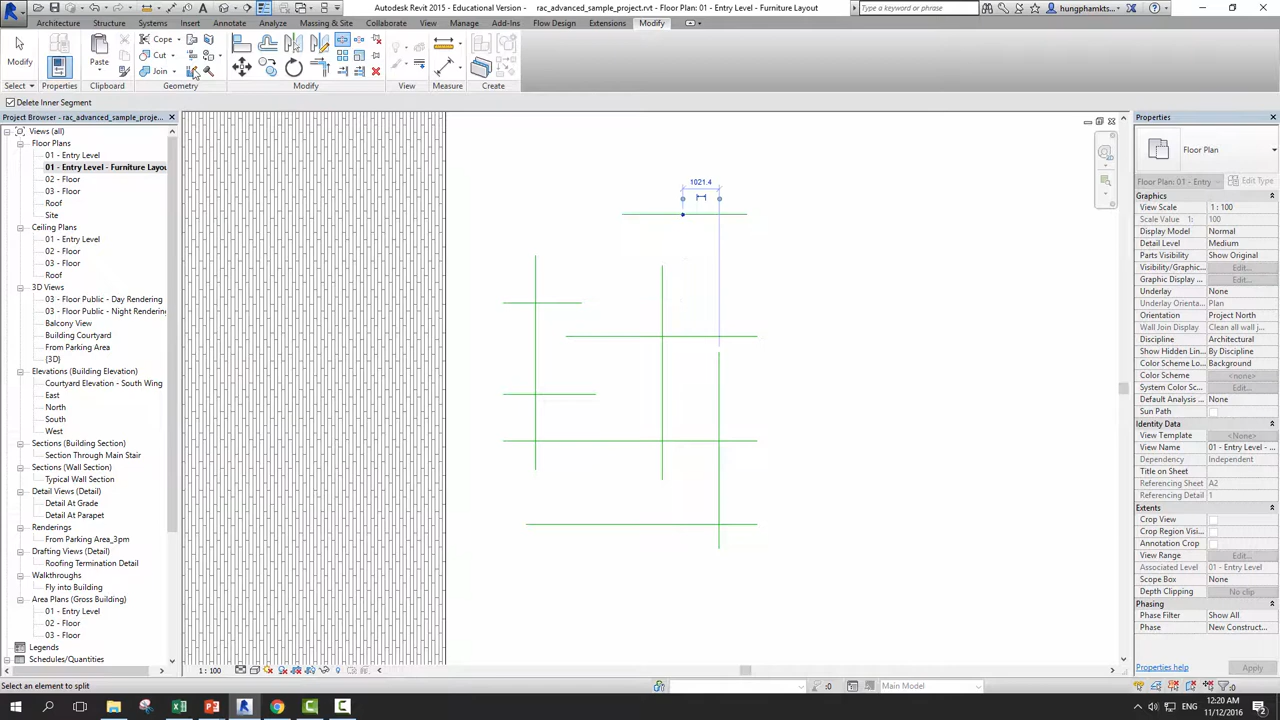 Autodesk Revit 2015 - Educational Version - rac_advanced_sample_project.rvt - Floor Plan: 01 - Entry Level - Furniture Layout
Type a keyword or phrase
hungphamkts...
Architecture Structure Systems Insert Annotate Analyze Massing & Site Collaborate View Manage Add-Ins Extensions Flow Design Modify
Modify
Paste
Cope
Cut
Join
Select Properties Clipboard Geometry Modify View Measure Create
Delete Inner Segment
Project Browser - rac_advanced_sample_proje...
Views (all)
Floor Plans
01 - Entry Level
01 - Entry Level - Furniture Layou
02 - Floor
03 - Floor
Roof
Site
Ceiling Plans
01 - Entry Level
02 - Floor
03 - Floor
Roof
3D Views
03 - Floor Public - Day Rendering
03 - Floor Public - Night Rendering
Balcony View
Building Courtyard
From Parking Area
{3D}
Elevations (Building Elevation)
Courtyard Elevation - South Wing
East
North
South
West
Sections (Building Section)
Section Through Main Stair
Sections (Wall Section)
Typical Wall Section
Detail Views (Detail)
Detail At Grade
Detail At Parapet
Renderings
From Parking Area_3pm
Drafting Views (Detail)
Roofing Termination Detail
Walkthroughs
Fly into Building
Area Plans (Gross Building)
01 - Entry Level
02 - Floor
03 - Floor
Legends
Schedules/Quantities
1021.4
Properties
Floor Plan
Floor Plan: 01 - Entry Edit Type
Graphics
View Scale 1 : 100
Scale Value 1: 100
Display Model Normal
Detail Level Medium
Parts Visibility Show Original
Visibility/Graphic... Edit...
Graphic Display ... Edit...
Underlay None
Underlay Orienta... Plan
Orientation Project North
Wall Join Display Clean all wall j...
Discipline Architectural
Show Hidden Lin... By Discipline
Color Scheme Lo... Background
Color Scheme <none>
System Color Sc... Edit...
Default Analysis ... None
Sun Path
Identity Data
View Template <None>
View Name 01 - Entry Level - ...
Dependency Independent
Title on Sheet
Referencing Sheet A2
Referencing Detail 1
Extents
Crop View
Crop Region Visi...
Annotation Crop
View Range Edit...
Associated Level 01 - Entry Level
Scope Box None
Depth Clipping No clip
Phasing
Phase Filter Show All
Phase New Construct...
Properties help Apply
1 : 100
Select an element to split
:0
Main Model
:0
ENG
12:20 AM
11/12/2016